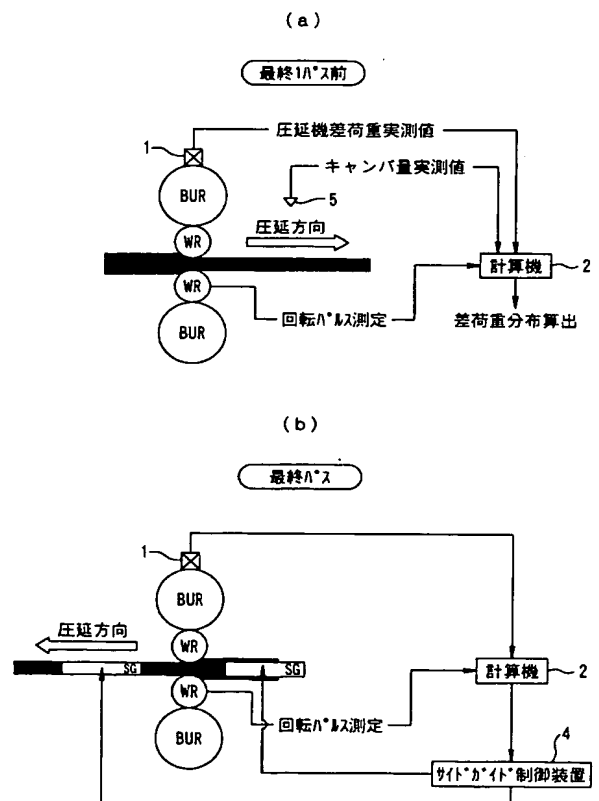 (a)
最終1ﾊﾟｽ前
圧延機差荷重実測値
1
キャンバ量実測値
5
BUR
圧延方向
WR
計算機
2
WR
回転ﾊﾟﾙｽ測定
差荷重分布算出
BUR
(b)
最終ﾊﾟｽ
1
BUR
圧延方向
WR
SG
SG
計算機
2
WR
回転ﾊﾟﾙｽ測定
4
BUR
ｻｲﾄﾞｶﾞｲﾄﾞ制御装置